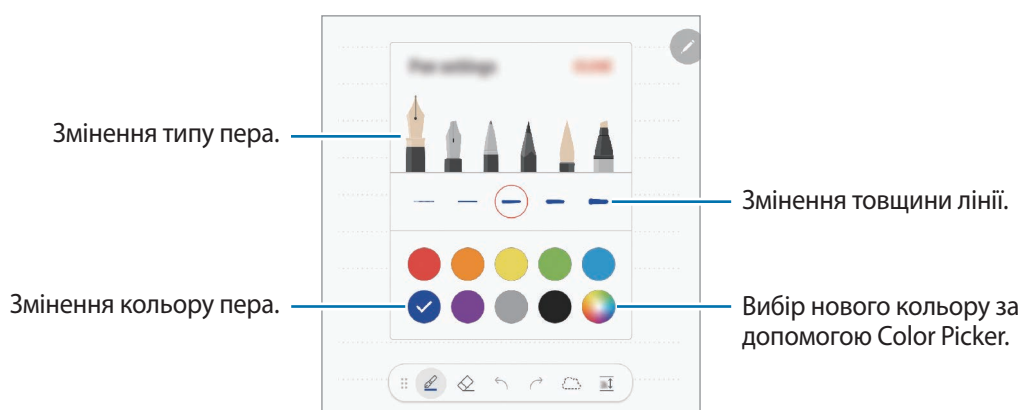 Змінення типу пера.
Змінення товщини лінії.
Змінення кольору пера.
Вибір нового кольору за
допомогою Color Picker.